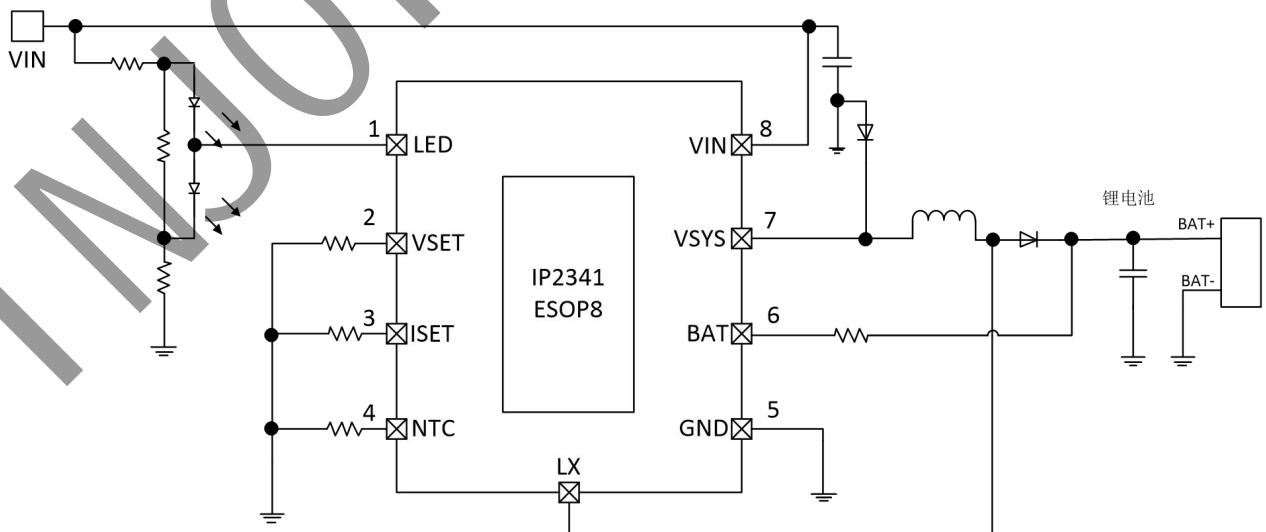 VIN
1
LED
2
VSET
3
ISET
4
NTC
IP2341
ESOP8
VIN
8
VSYS
7
BAT
6
GND
5
LX
锂电池
BAT+
BAT-